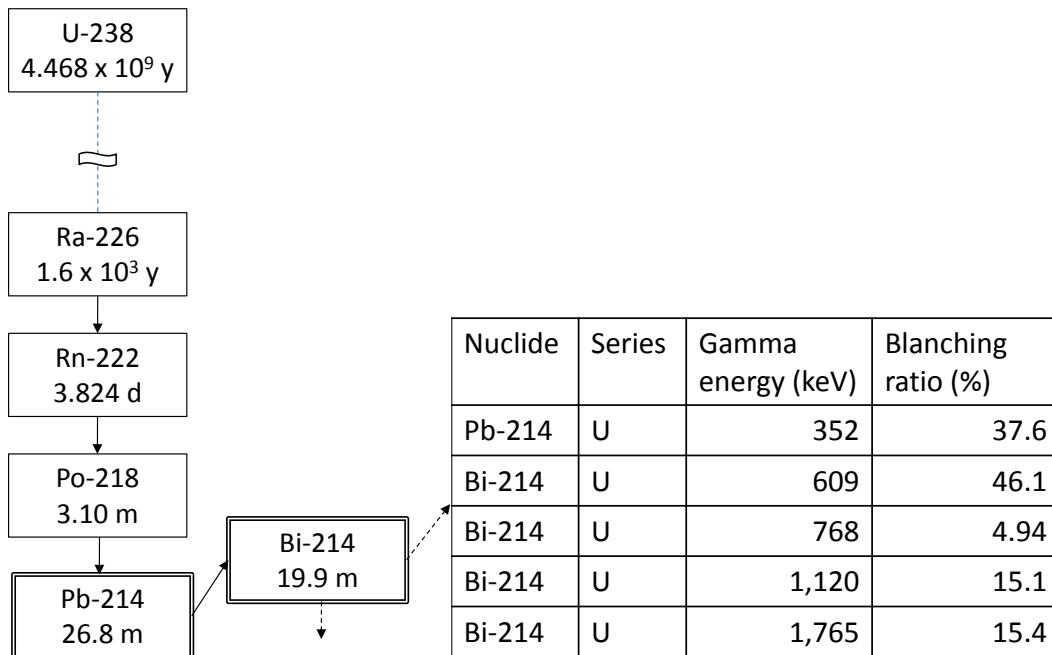 U-238
4.468 x 10⁹ y
Ra-226
1.6 x 10³ y
Rn-222
3.824 d
Po-218
3.10 m
Pb-214
26.8 m
Bi-214
19.9 m
Nuclide Series Gamma energy (keV) Blanching ratio (%)
Pb-214 U 352 37.6
Bi-214 U 609 46.1
Bi-214 U 768 4.94
Bi-214 U 1,120 15.1
Bi-214 U 1,765 15.4